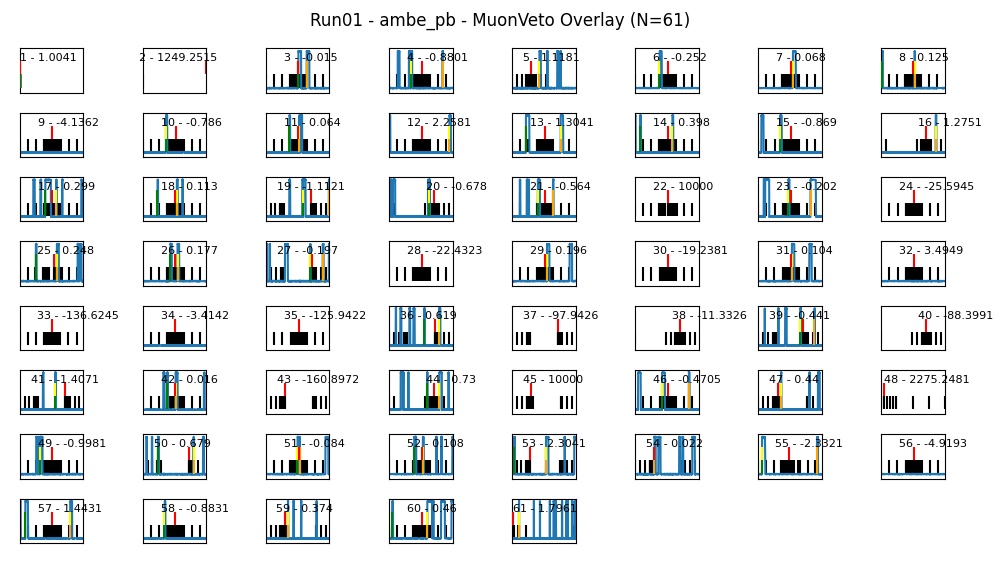 Run01 - ambe_pb - MuonVeto Overlay (N=61)
1 - 1.0041
2 - 1249.2515
3 - -0.015
4 - -0.8801
5 - 1.1181
6 - -0.252
7 - 0.068
8 - 0.125
9 - -4.1362
10 - -0.786
11 - 0.064
12 - 2.2581
13 - 1.3041
14 - 0.398
15 - -0.869
16 - 1.2751
17 - 0.299
18 - 0.113
19 - -1.1121
20 - -0.678
21 - -0.564
22 - 10000
23 - -0.202
24 - -25.5945
25 - 0.248
26 - 0.177
27 - -0.197
28 - -22.4323
29 - 0.196
30 - -19.2381
31 - 0.104
32 - 3.4949
33 - -136.6245
34 - -3.4142
35 - -125.9422
36 - 0.619
37 - -97.9426
38 - -11.3326
39 - -0.441
40 - -88.3991
41 - -1.4071
42 - 0.016
43 - -160.8972
44 - -0.73
45 - 10000
46 - -0.4705
47 - 0.44
48 - 2275.2481
49 - -0.9981
50 - 0.679
51 - -0.084
52 - 0.108
53 - 2.3041
54 - 0.022
55 - -2.3321
56 - -4.9193
57 - 1.4431
58 - -0.8831
59 - 0.374
60 - 0.46
61 - 1.7961